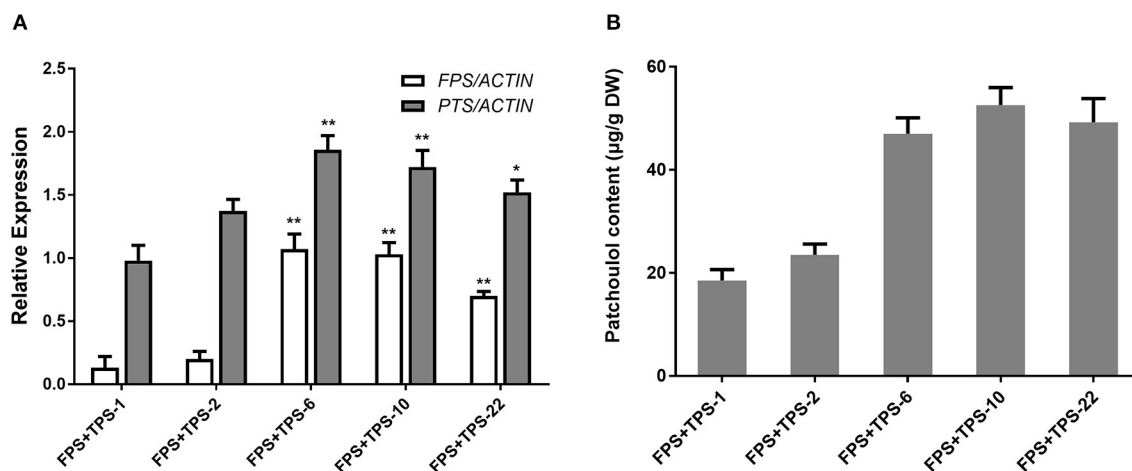 A
Relative Expression
2.5
2.0
1.5
1.0
0.5
0.0
FPS/ACTIN
PTS/ACTIN
**
**
**
**
**
*
FPS+TPS-1
FPS+TPS-2
FPS+TPS-6
FPS+TPS-10
FPS+TPS-22
B
Patchoulol content (µg/g DW)
60
40
20
0
FPS+TPS-1
FPS+TPS-2
FPS+TPS-6
FPS+TPS-10
FPS+TPS-22